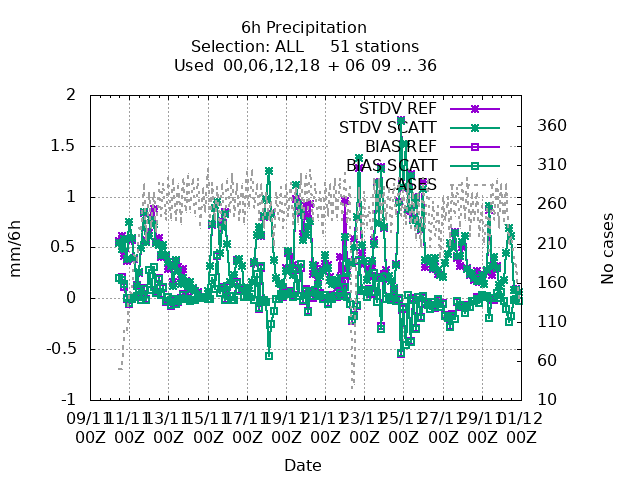 6h Precipitation
Selection: ALL 51 stations
Used 00,06,12,18 + 06 09 ... 36
STDV REF
STDV SCATT
BIAS REF
BIAS SCATT
CASES
2
1.5
1
0.5
0
-0.5
-1
360
310
260
210
160
110
60
10
mm/6h
No cases
09/11 11/11 13/11 15/11 17/11 19/11 21/11 23/11 25/11 27/11 29/11 01/12
00Z 00Z 00Z 00Z 00Z 00Z 00Z 00Z 00Z 00Z 00Z 00Z
Date